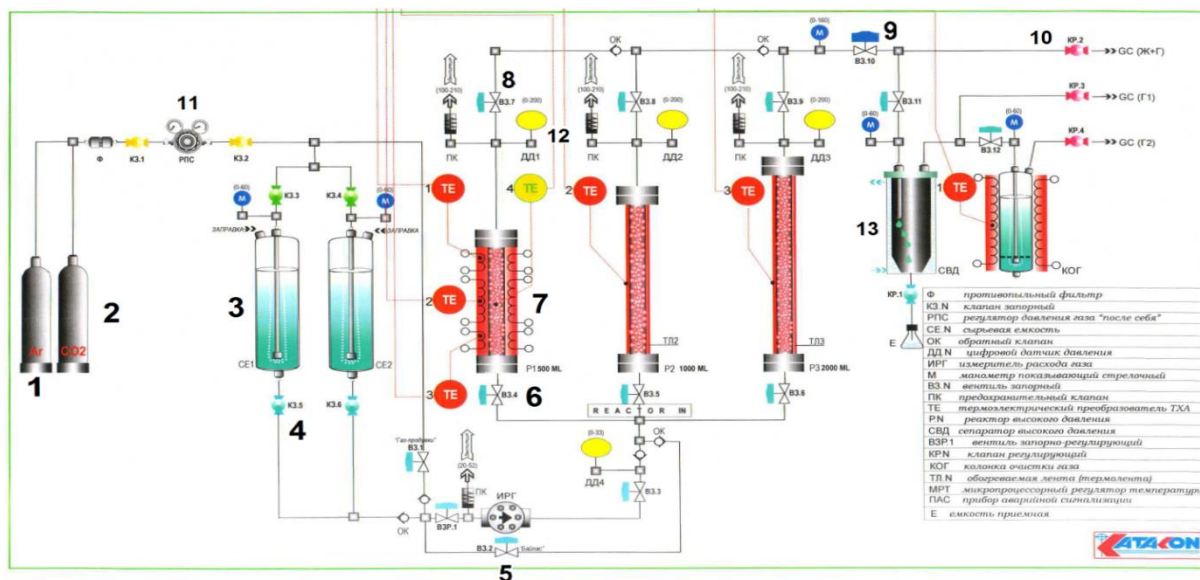 (0-160)
9
10
КР.2
GC (Ж+Г)
ОК
ОК
М
ВЗ.10
8
(100-210)
(100-210)
(100-210)
ВЗ.7
ВЗ.8
ВЗ.9
ВЗ.11
КР.3
GC (Г1)
11
(0-200)
(0-200)
(0-200)
12
(0-60)
М
(0-60)
М
КР.4
GC (Г2)
Ф
КЗ.1
РПС
КЗ.2
ПК
ДД1
ПК
ДД2
ПК
ДД3
ВЗ.12
(0-60)
М
КЗ.3
КЗ.4
(0-60)
М
1 ТЕ
4 ТЕ
2 ТЕ
3 ТЕ
1 ТЕ
ЗАПРАВКА
ЗАПРАВКА
13
1
2
3
Ar
CO2
СЕ1
СЕ2
2 ТЕ
7
3 ТЕ
СВД
КОГ
КР.1
Е
ТЛ2
ТЛ3
Р1 500 ML
Р2 1000 ML
Р3 2000 ML
4
КЗ.5
КЗ.6
6
ВЗ.4
ВЗ.5
ВЗ.6
REACTOR IN
"Газ-продувки"
ВЗ.1
(20-52)
ПК
ИРГ
(0-33)
ДД4
ОК
ВЗ.3
ОК
ВЗР.1
ВЗ.2
"Байпас"
5
Ф противопыльный фильтр
КЗ.N клапан запорный
РПС регулятор давления газа "после себя"
СЕ.N сырьевая емкость
ОК обратный клапан
ДД.N цифровой датчик давления
ИРГ измеритель расхода газа
М манометр показывающий стрелочный
ВЗ.N вентиль запорный
ПК предохранительный клапан
ТЕ термоэлектрический преобразователь ТХА
Р.N реактор высокого давления
СВД сепаратор высокого давления
ВЗР.1 вентиль запорно-регулирующий
КР.N клапан регулирующий
КОГ колонка очистки газа
ТЛ.N обогреваемая лента (термолента)
МРТ микропроцессорный регулятор температуры
ПАС прибор аварийной сигнализации
Е емкость приемная
KATACON